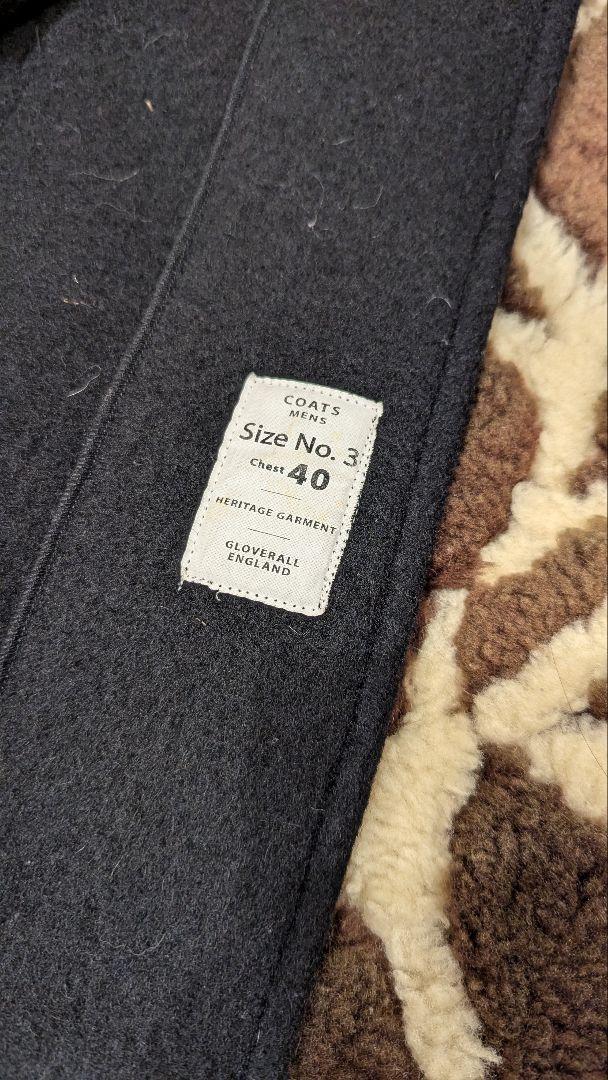 COATS
MENS
Size No. 3
Chest 40
HERITAGE GARMENT
GLOVERALL
ENGLAND